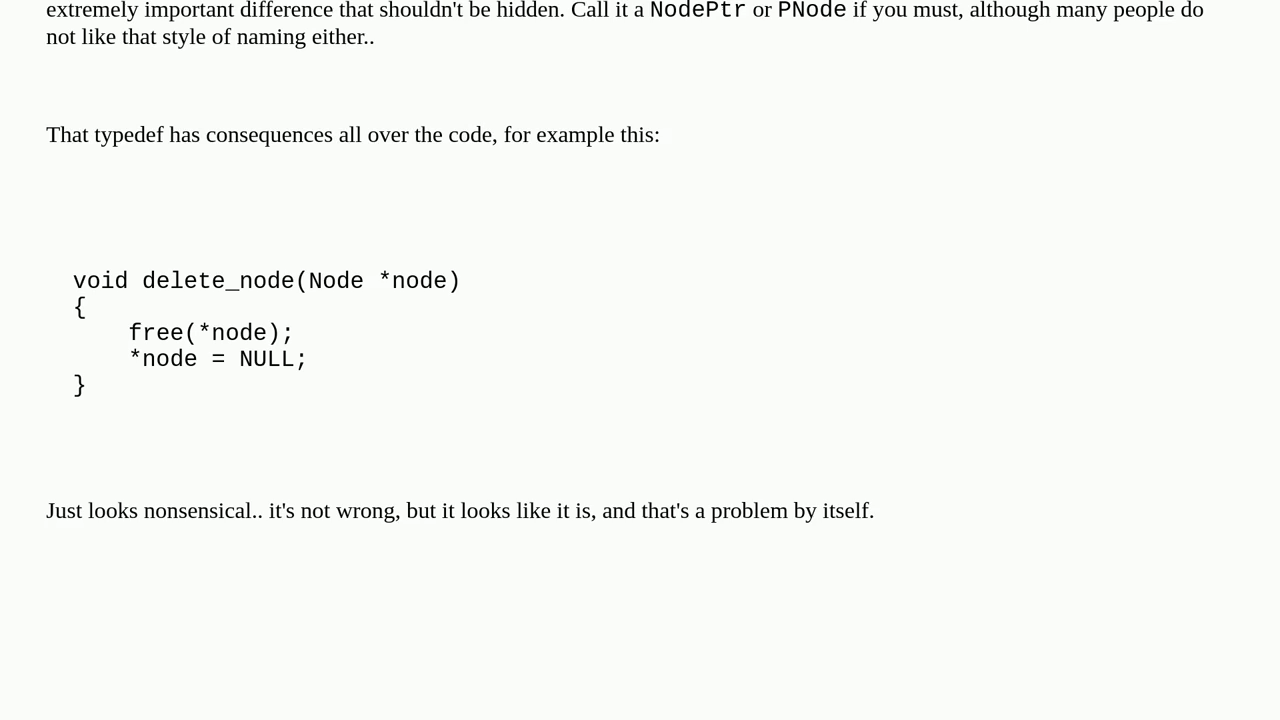 extremely important difference that shouldn't be hidden. Call it a NodePtr or PNode if you must, although many people do
not like that style of naming either..
That typedef has consequences all over the code, for example this:
void delete_node(Node *node)
{
    free(*node);
    *node = NULL;
}
Just looks nonsensical.. it's not wrong, but it looks like it is, and that's a problem by itself.